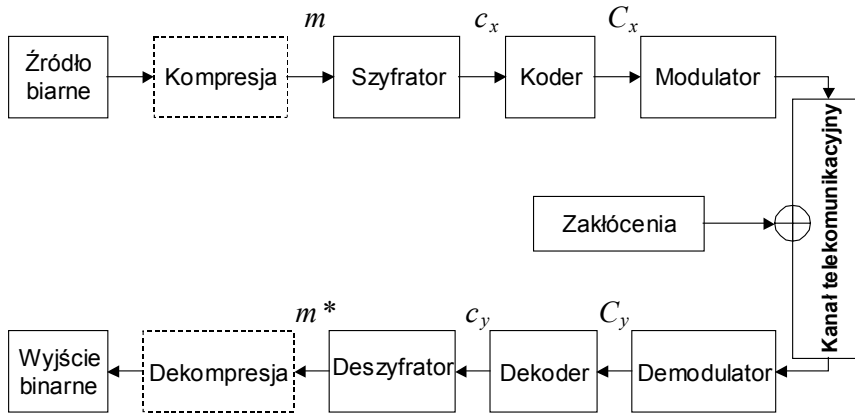 m
c_x
C_x
Źródło
biarne
Kompresja
Szyfrator
Koder
Modulator
Kanał telekomunikacyjny
Zakłócenia
m*
c_y
C_y
Wyjście
binarne
Dekompresja
Deszyfrator
Dekoder
Demodulator